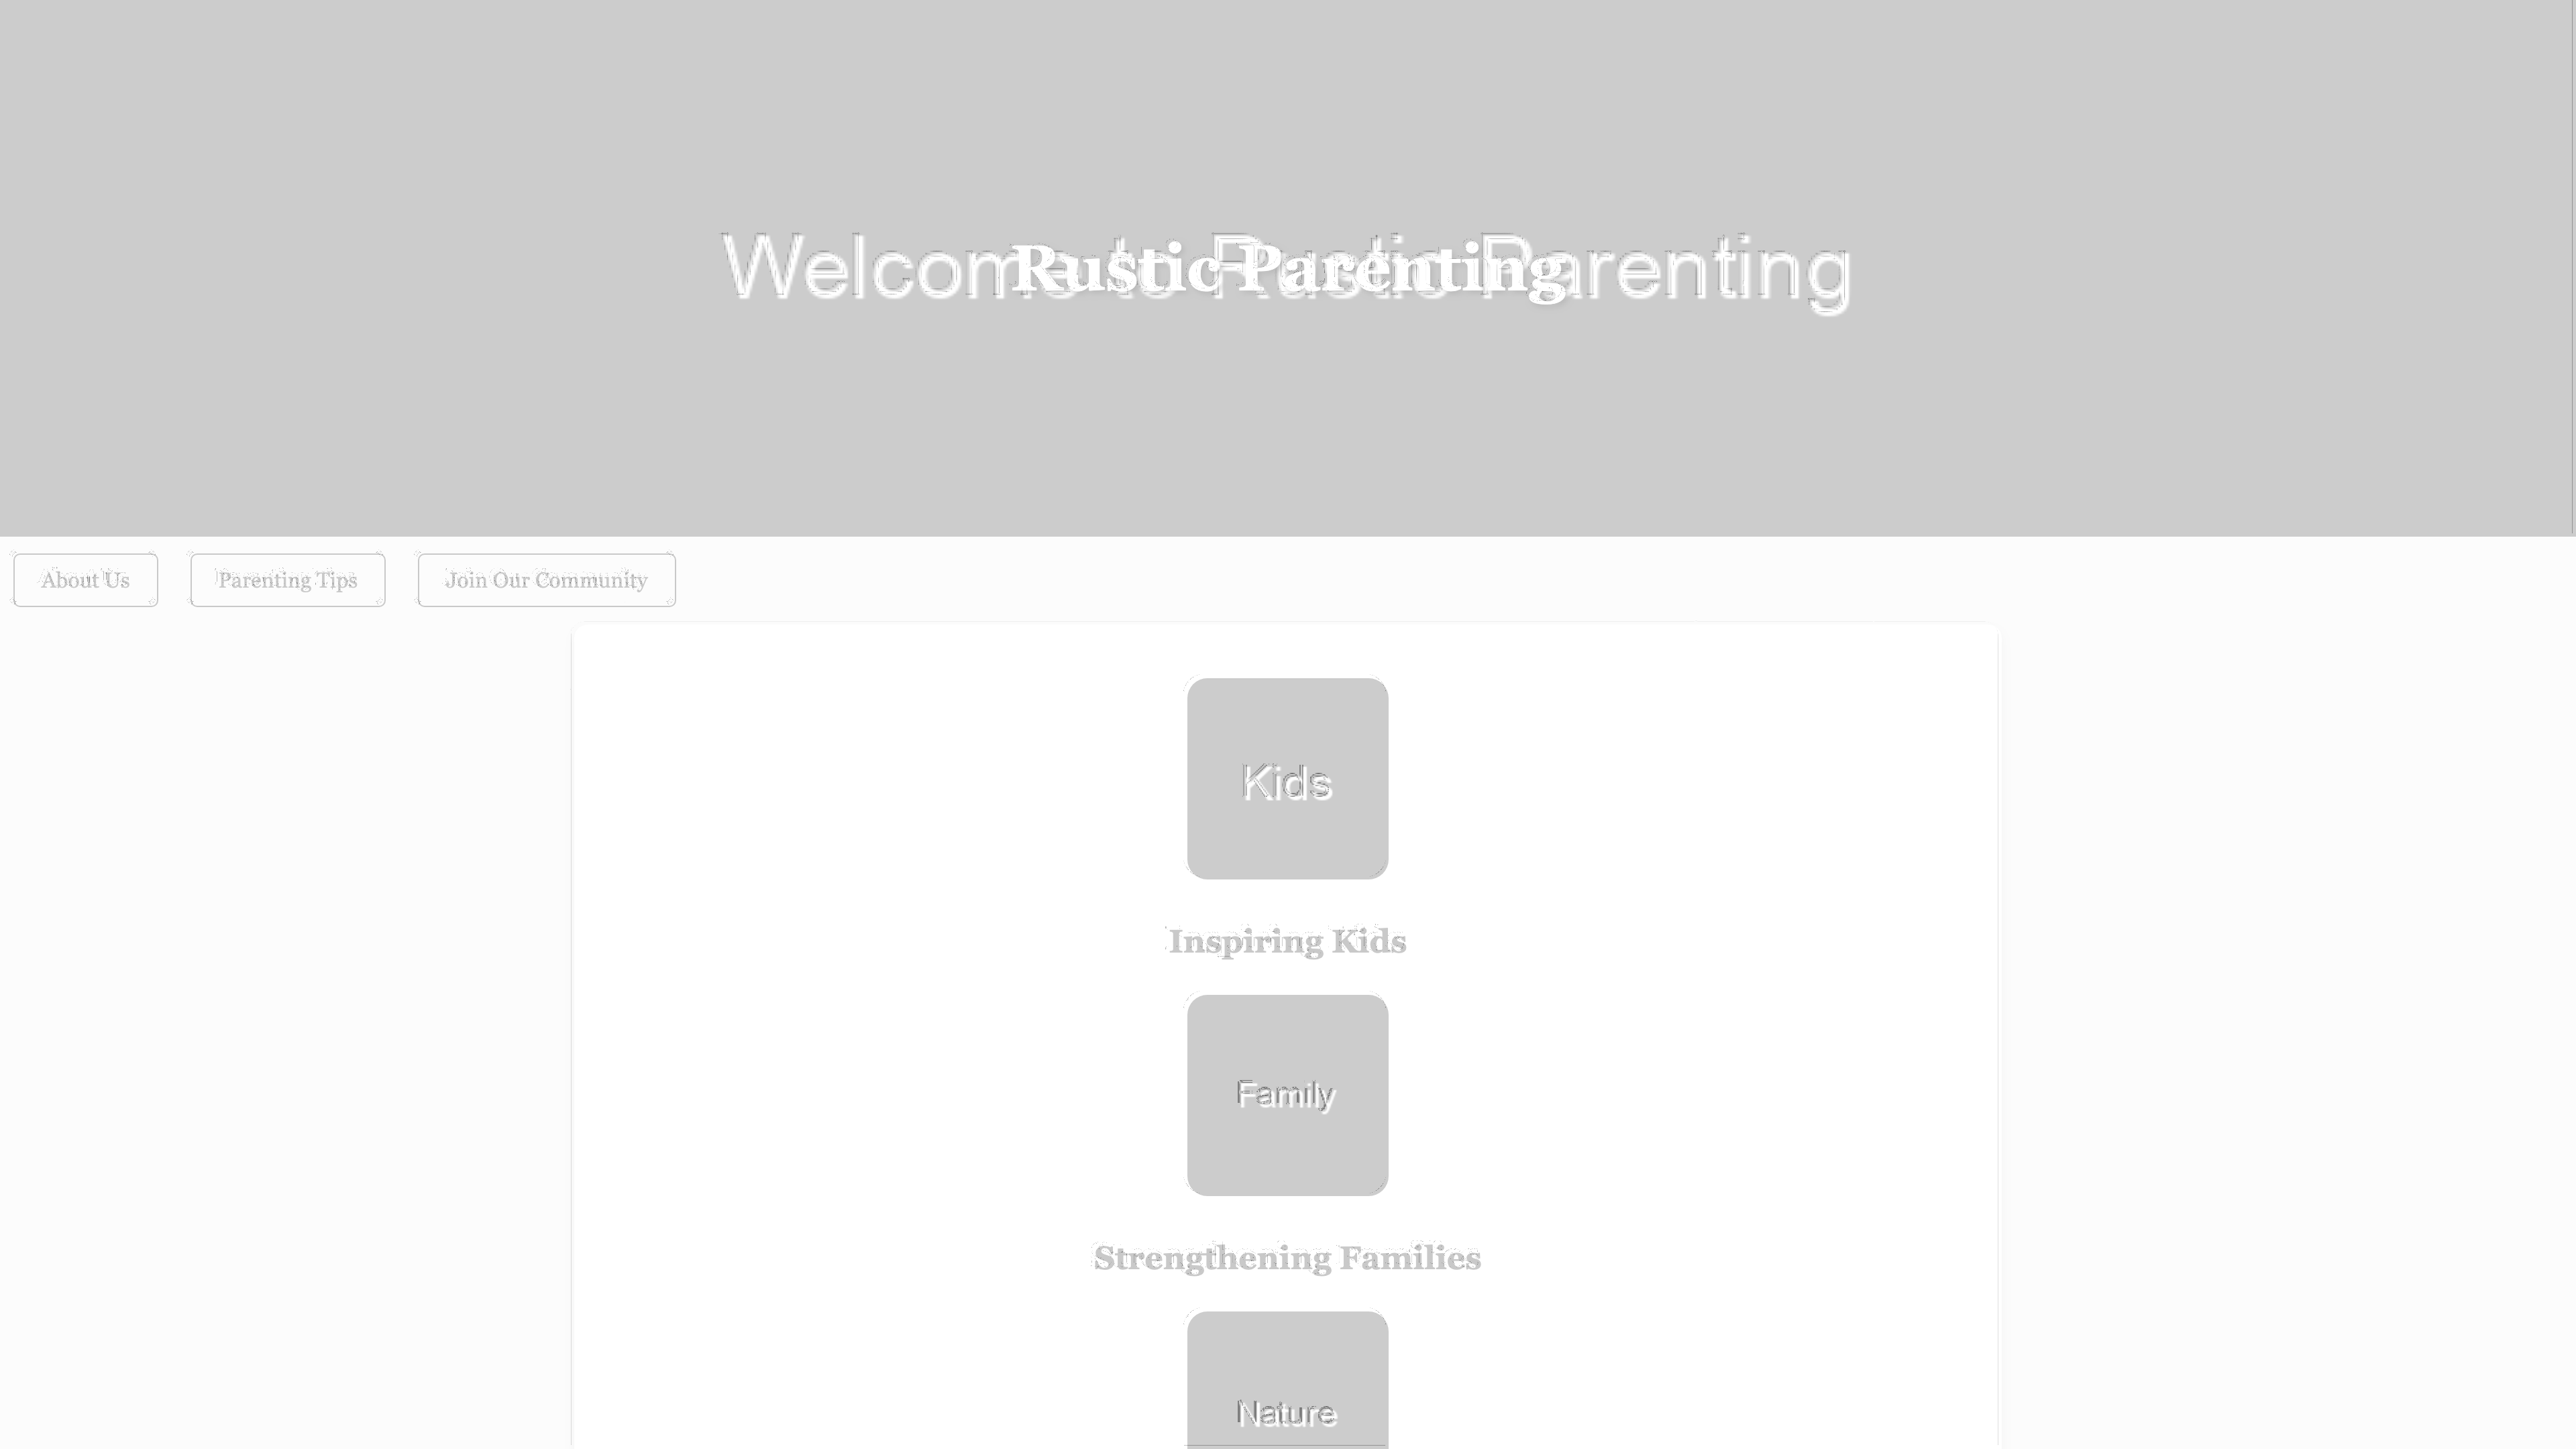 Welcome to Rustic Parenting
Rustic Parenting
About Us
Parenting Tips
Join Our Community
Kids
Inspiring Kids
Family
Strengthening Families
Nature